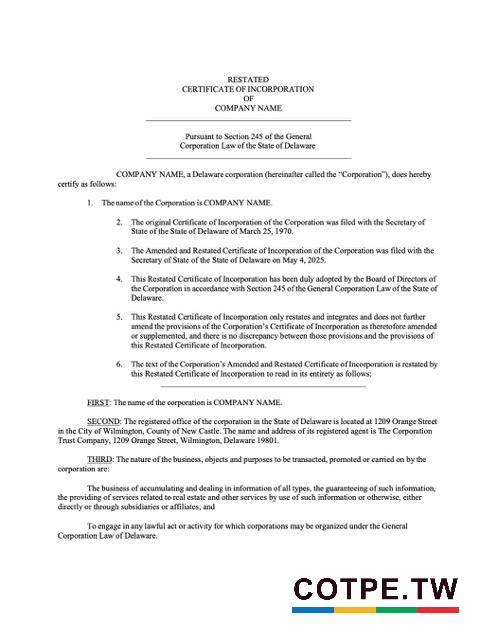 RESTATED
CERTIFICATE OF INCORPORATION
OF
COMPANY NAME
Pursuant to Section 245 of the General
Corporation Law of the State of Delaware
COMPANY NAME, a Delaware corporation (hereinafter called the “Corporation”), does hereby
certify as follows:
1. The name of the Corporation is COMPANY NAME.
2. The original Certificate of Incorporation of the Corporation was filed with the Secretary of
State of the State of Delaware of March 25, 1970.
3. The Amended and Restated Certificate of Incorporation of the Corporation was filed with the
Secretary of State of the State of Delaware on May 4, 2025.
4. This Restated Certificate of Incorporation has been duly adopted by the Board of Directors of
the Corporation in accordance with Section 245 of the General Corporation Law of the State of
Delaware.
5. This Restated Certificate of Incorporation only restates and integrates and does not further
amend the provisions of the Corporation’s Certificate of Incorporation as theretofore amended
or supplemented, and there is no discrepancy between those provisions and the provisions of
this Restated Certificate of Incorporation.
6. The text of the Corporation’s Amended and Restated Certificate of Incorporation is restated by
this Restated Certificate of Incorporation to read in its entirety as follows:
FIRST: The name of the corporation is COMPANY NAME.
SECOND: The registered office of the corporation in the State of Delaware is located at 1209 Orange Street
in the City of Wilmington, County of New Castle. The name and address of its registered agent is The Corporation
Trust Company, 1209 Orange Street, Wilmington, Delaware 19801.
THIRD: The nature of the business, objects and purposes to be transacted, promoted or carried on by the
corporation are:
The business of accumulating and dealing in information of all types, the guaranteeing of such information,
the providing of services related to real estate and other services by use of such information or otherwise, either
directly or through subsidiaries or affiliates; and
To engage in any lawful act or activity for which corporations may be organized under the General
Corporation Law of Delaware.
COTPE.TW